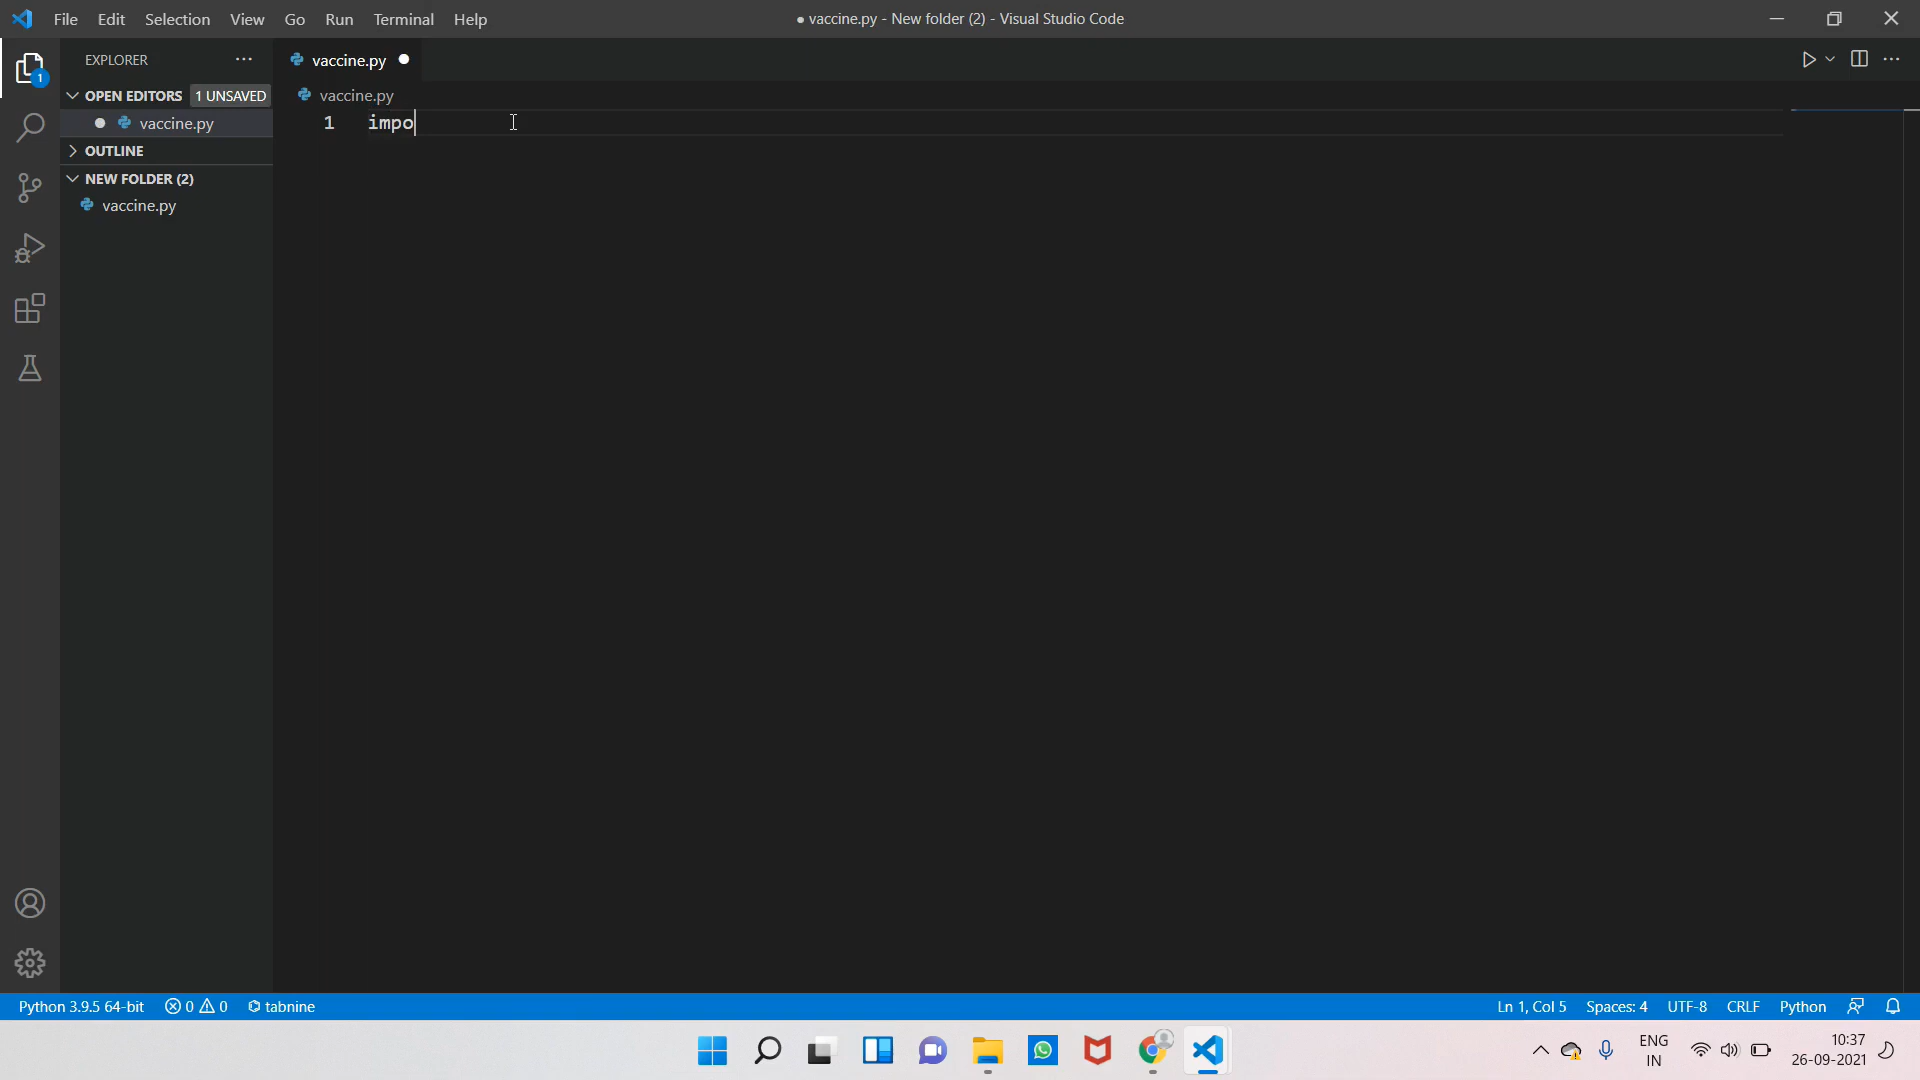 File Edit Selection View Go Run Terminal Help
● vaccine.py - New folder (2) - Visual Studio Code
EXPLORER
vaccine.py
OPEN EDITORS 1 UNSAVED
vaccine.py
vaccine.py
OUTLINE
NEW FOLDER (2)
vaccine.py
1 impo
1
Python 3.9.5 64-bit 0 0 tabnine
Ln 1, Col 5 Spaces: 4 UTF-8 CRLF Python
ENG
IN
10:37
26-09-2021